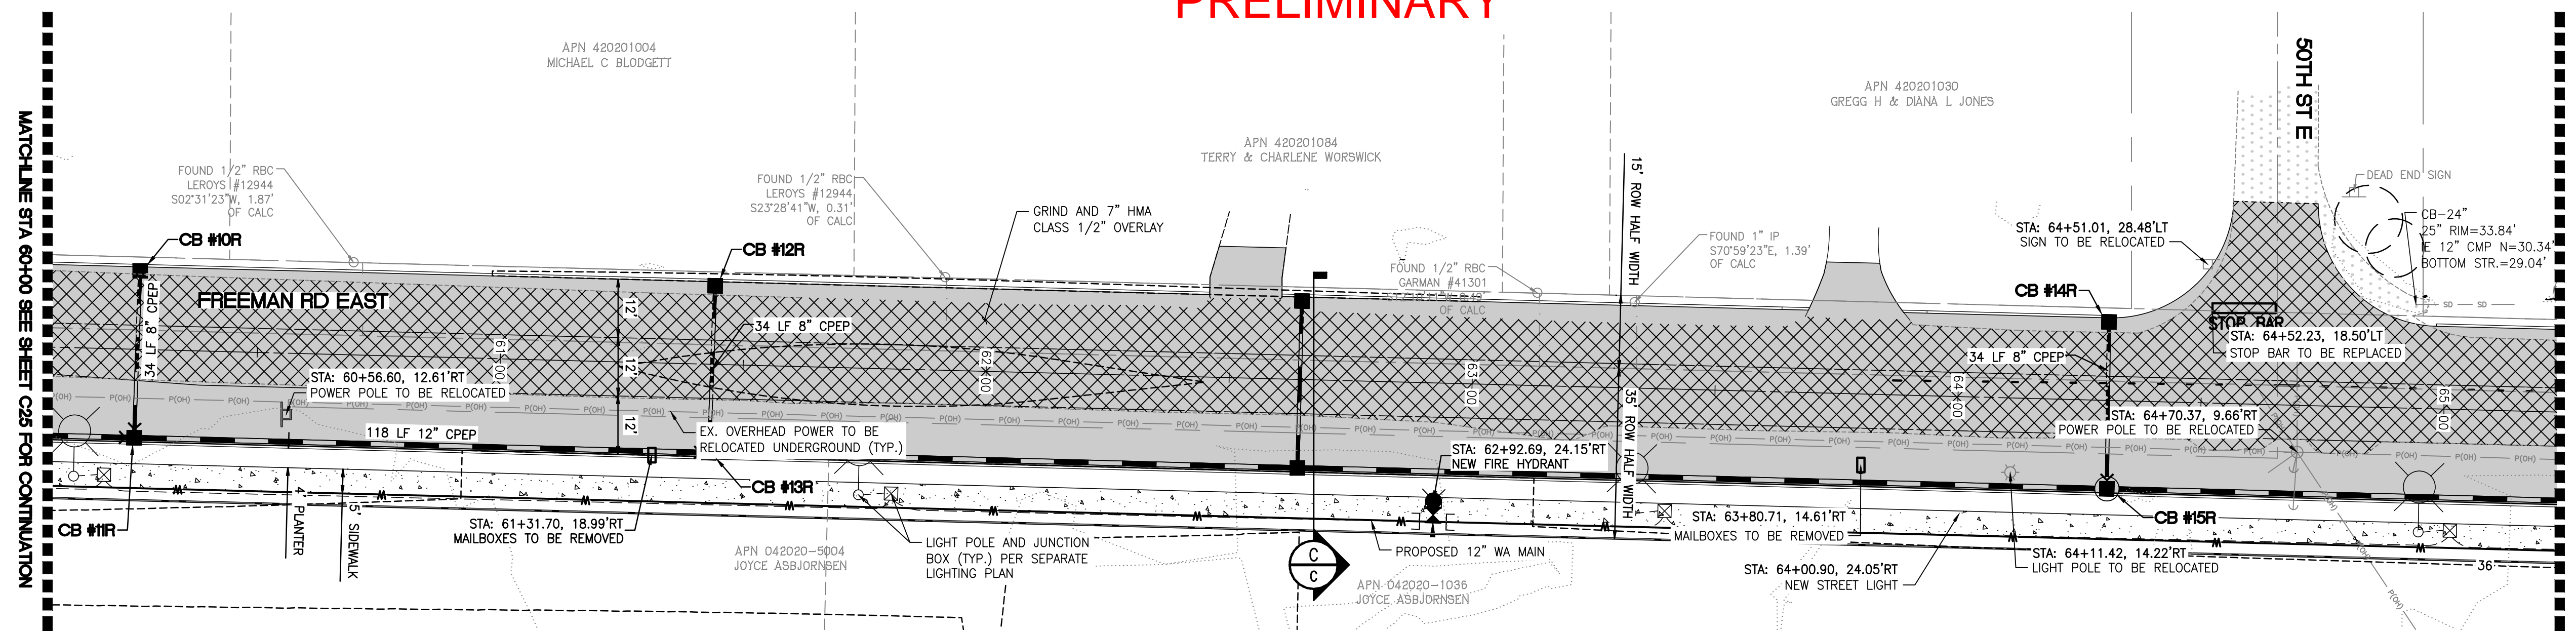 PRELIMINARY
MATCHLINE STA 60+00 SEE SHEET C25 FOR CONTINUATION
APN 420201004
MICHAEL C BLODGETT
FOUND 1/2" RBC
LEROYS #12944
S02°31'23"W, 1.87'
OF CALC
CB #10R
34 LF 8" CPEP
FREEMAN RD EAST
STA: 60+56.60, 12.61'RT
POWER POLE TO BE RELOCATED
118 LF 12" CPEP
CB #11R
4' PLANTER
5' SIDEWALK
61+00
STA: 61+31.70, 18.99'RT
MAILBOXES TO BE REMOVED
12'
12'
12'
FOUND 1/2" RBC
LEROYS #12944
S23°28'41"W, 0.31'
OF CALC
CB #12R
34 LF 8" CPEP
EX. OVERHEAD POWER TO BE
RELOCATED UNDERGROUND (TYP.)
CB #13R
APN 042020-5004
JOYCE ASBJORNSEN
LIGHT POLE AND JUNCTION
BOX (TYP.) PER SEPARATE
LIGHTING PLAN
GRIND AND 7" HMA
CLASS 1/2" OVERLAY
62+00
APN 420201084
TERRY & CHARLENE WORSWICK
C
C
PROPOSED 12" WA MAIN
APN 042020-1036
JOYCE ASBJORNSEN
FOUND 1/2" RBC
GARMAN #41301
OF CALC
63+00
STA: 62+92.69, 24.15'RT
NEW FIRE HYDRANT
15' ROW HALF WIDTH
35' ROW HALF WIDTH
FOUND 1" IP
S70°59'23"E, 1.39'
OF CALC
APN 420201030
GREGG H & DIANA L JONES
STA: 63+80.71, 14.61'RT
MAILBOXES TO BE REMOVED
STA: 64+00.90, 24.05'RT
NEW STREET LIGHT
64+00
STA: 64+11.42, 14.22'RT
LIGHT POLE TO BE RELOCATED
CB #14R
34 LF 8" CPEP
CB #15R
STA: 64+51.01, 28.48'LT
SIGN TO BE RELOCATED
STOP BAR
STA: 64+52.23, 18.50'LT
STOP BAR TO BE REPLACED
STA: 64+70.37, 9.66'RT
POWER POLE TO BE RELOCATED
50TH ST E
DEAD END SIGN
CB-24"
25" RIM=33.84'
IE 12" CMP N=30.34'
BOTTOM STR.=29.04'
SD
SD
65+00
36
P(OH)
W